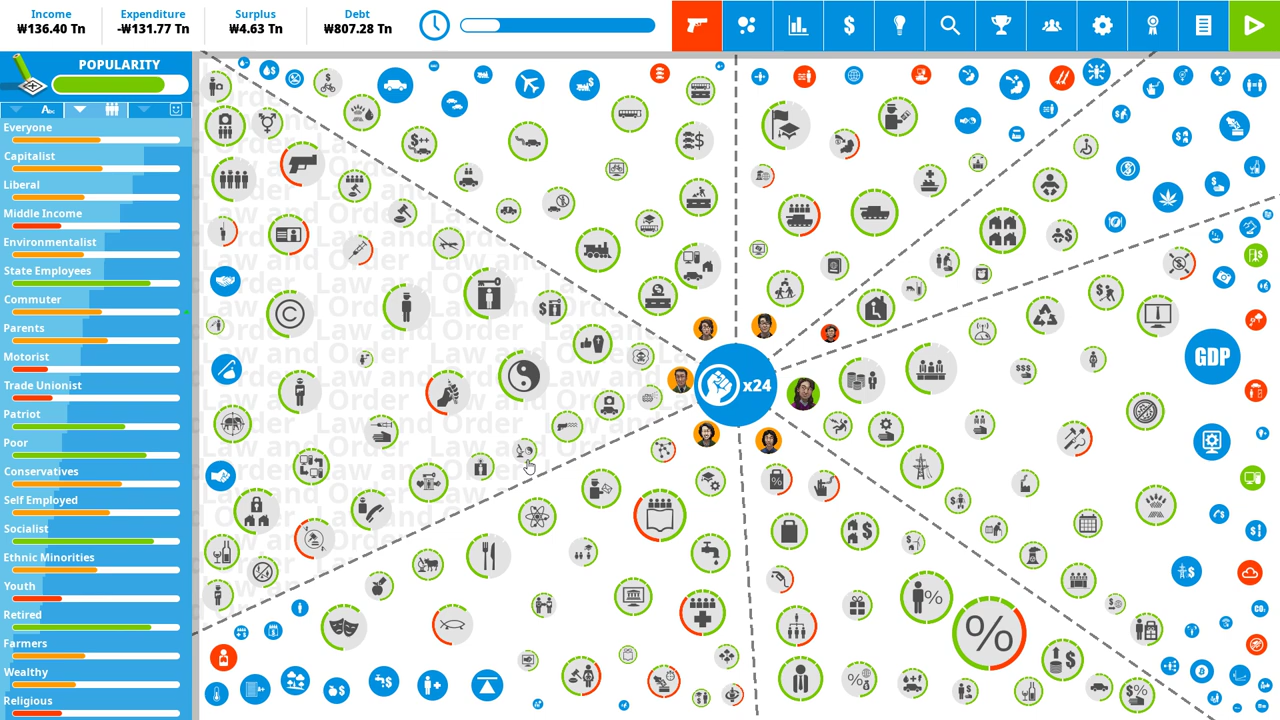 Income
₩136.40 Tn
Expenditure
-₩131.77 Tn
Surplus
₩4.63 Tn
Debt
₩807.28 Tn
POPULARITY
Everyone
Capitalist
Liberal
Middle Income
Environmentalist
State Employees
Commuter
Parents
Motorist
Trade Unionist
Patriot
Poor
Conservatives
Self Employed
Socialist
Ethnic Minorities
Youth
Retired
Farmers
Wealthy
Religious
x24
GDP
Law and Order